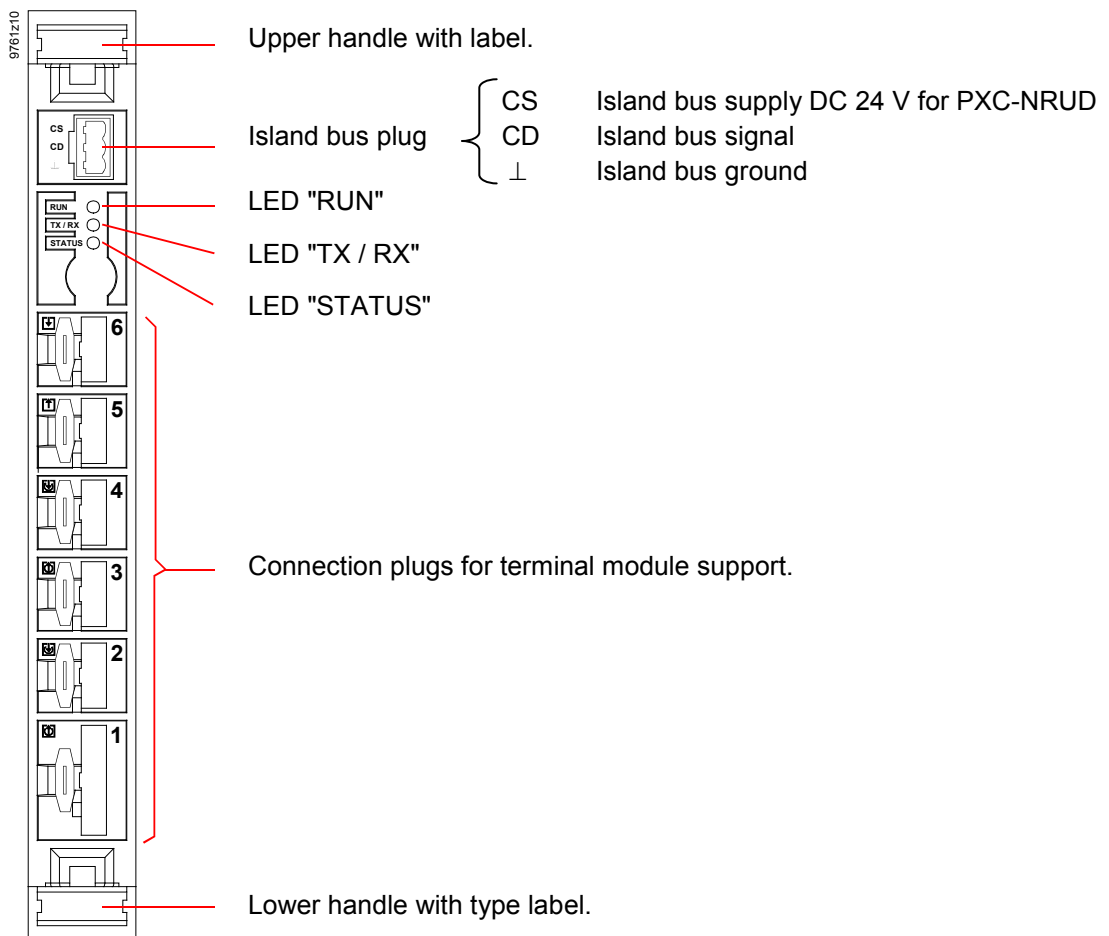 9761z10
Upper handle with label.
CS Island bus supply DC 24 V for PXC-NRUD
Island bus plug CD Island bus signal
⊥ Island bus ground
CS
CD
⊥
LED "RUN"
LED "TX / RX"
LED "STATUS"
RUN
TX / RX
STATUS
6
5
4
3
2
1
Connection plugs for terminal module support.
Lower handle with type label.